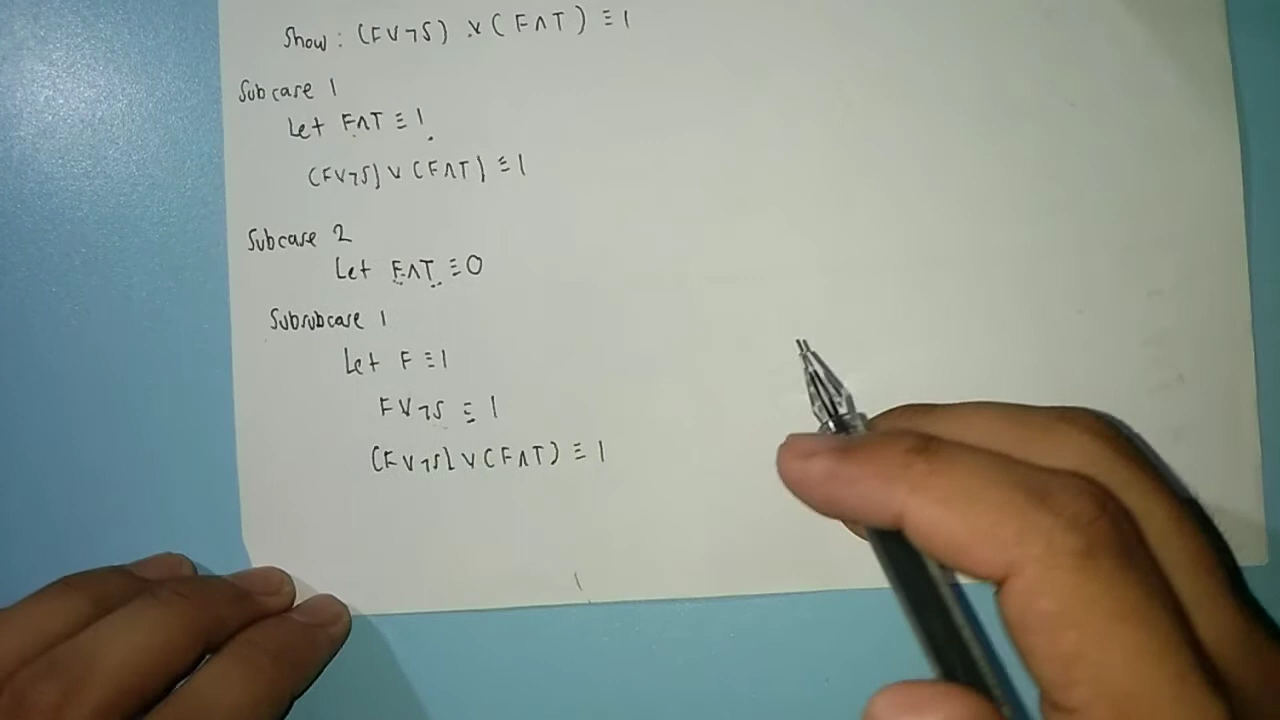 Show: (F∨¬S) ∨ (F∧T) ≡ 1
Subcase 1
Let F∧T ≡ 1
(F∨¬S) ∨ (F∧T) ≡ 1
Subcase 2
Let F∧T ≡ 0
Subsubcase 1
Let F ≡ 1
F∨¬S ≡ 1
(F∨¬S) ∨ (F∧T) ≡ 1